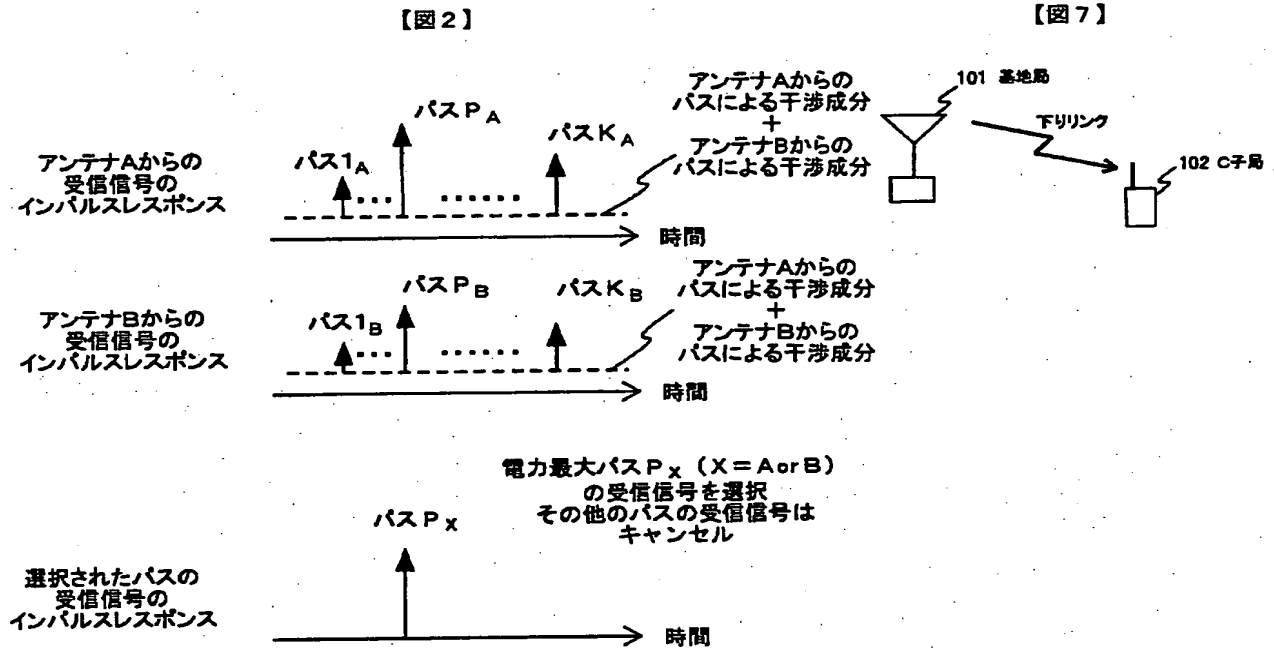 【図2】
アンテナAからの
受信信号の
インパルスレスポンス
パス1A
パスPA
パスKA
アンテナAからの
パスによる干渉成分
+
アンテナBからの
パスによる干渉成分
時間
アンテナBからの
受信信号の
インパルスレスポンス
パス1B
パスPB
パスKB
アンテナAからの
パスによる干渉成分
+
アンテナBからの
パスによる干渉成分
時間
電力最大パスPX(X=AorB)
の受信信号を選択
その他のパスの受信信号は
キャンセル
選択されたパスの
受信信号の
インパルスレスポンス
パスPX
時間
【図7】
101 基地局
下りリンク
102 C子局